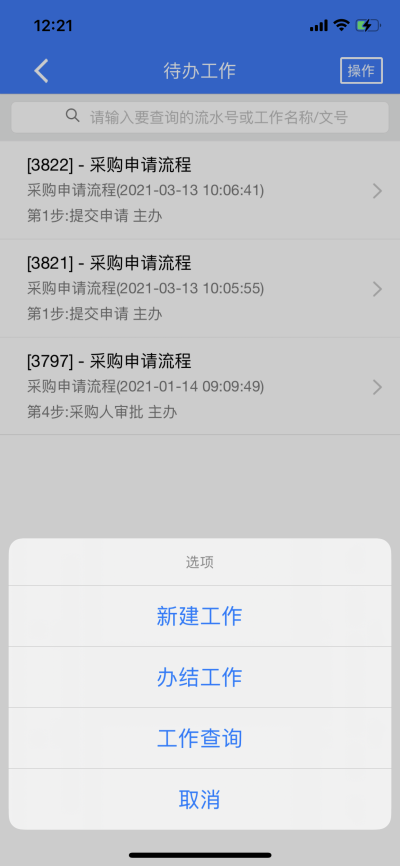 12:21
待办工作
操作
请输入要查询的流水号或工作名称/文号
[3822] - 采购申请流程
采购申请流程(2021-03-13 10:06:41)
第1步:提交申请 主办
[3821] - 采购申请流程
采购申请流程(2021-03-13 10:05:55)
第1步:提交申请 主办
[3797] - 采购申请流程
采购申请流程(2021-01-14 09:09:49)
第4步:采购人审批 主办
选项
新建工作
办结工作
工作查询
取消